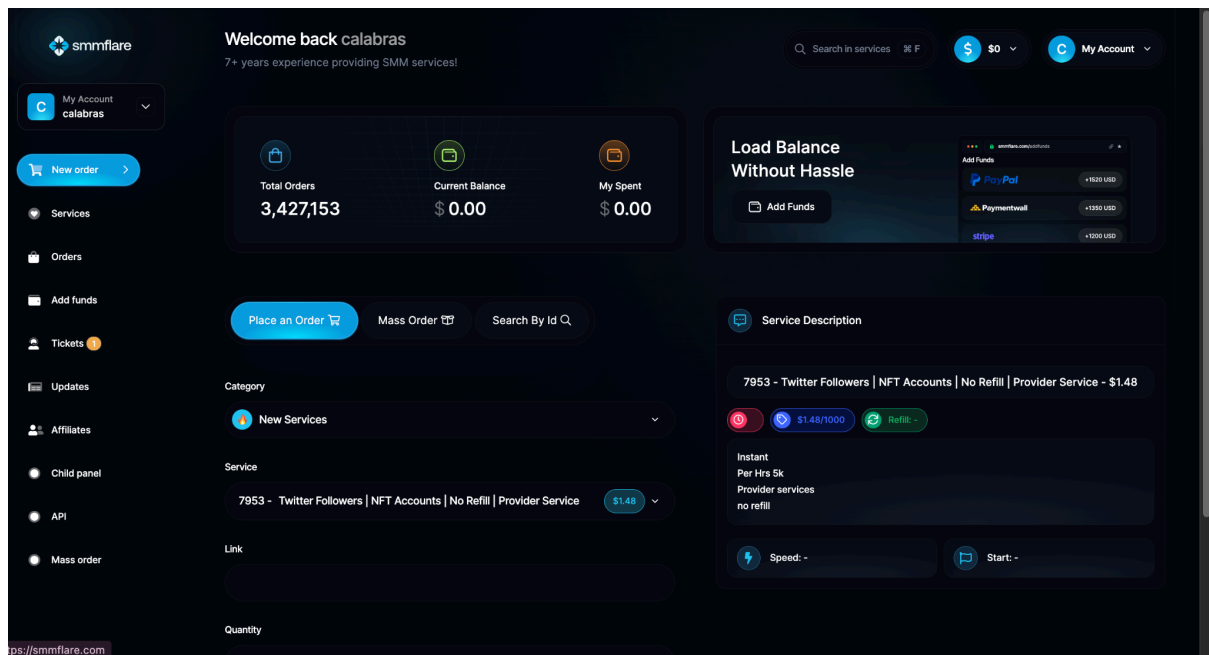 smmflare
Welcome back calabras
7+ years experience providing SMM services!
Search in services ⌘ F
$ $0
C My Account
C My Account
calabras
New order
Services
Orders
Add funds
Tickets 1
Updates
Affiliates
Child panel
API
Mass order
Total Orders
3,427,153
Current Balance
$ 0.00
My Spent
$ 0.00
Load Balance
Without Hassle
Add Funds
smmflare.com/addfunds
Add Funds
PayPal +1520 USD
Paymentwall +1350 USD
stripe +1200 USD
Place an Order
Mass Order
Search By Id
Category
New Services
Service
7953 - Twitter Followers | NFT Accounts | No Refill | Provider Service $1.48
Link
Quantity
Service Description
7953 - Twitter Followers | NFT Accounts | No Refill | Provider Service - $1.48
$1.48/1000
Refill: -
Instant
Per Hrs 5k
Provider services
no refill
Speed: -
Start: -
tps://smmflare.com